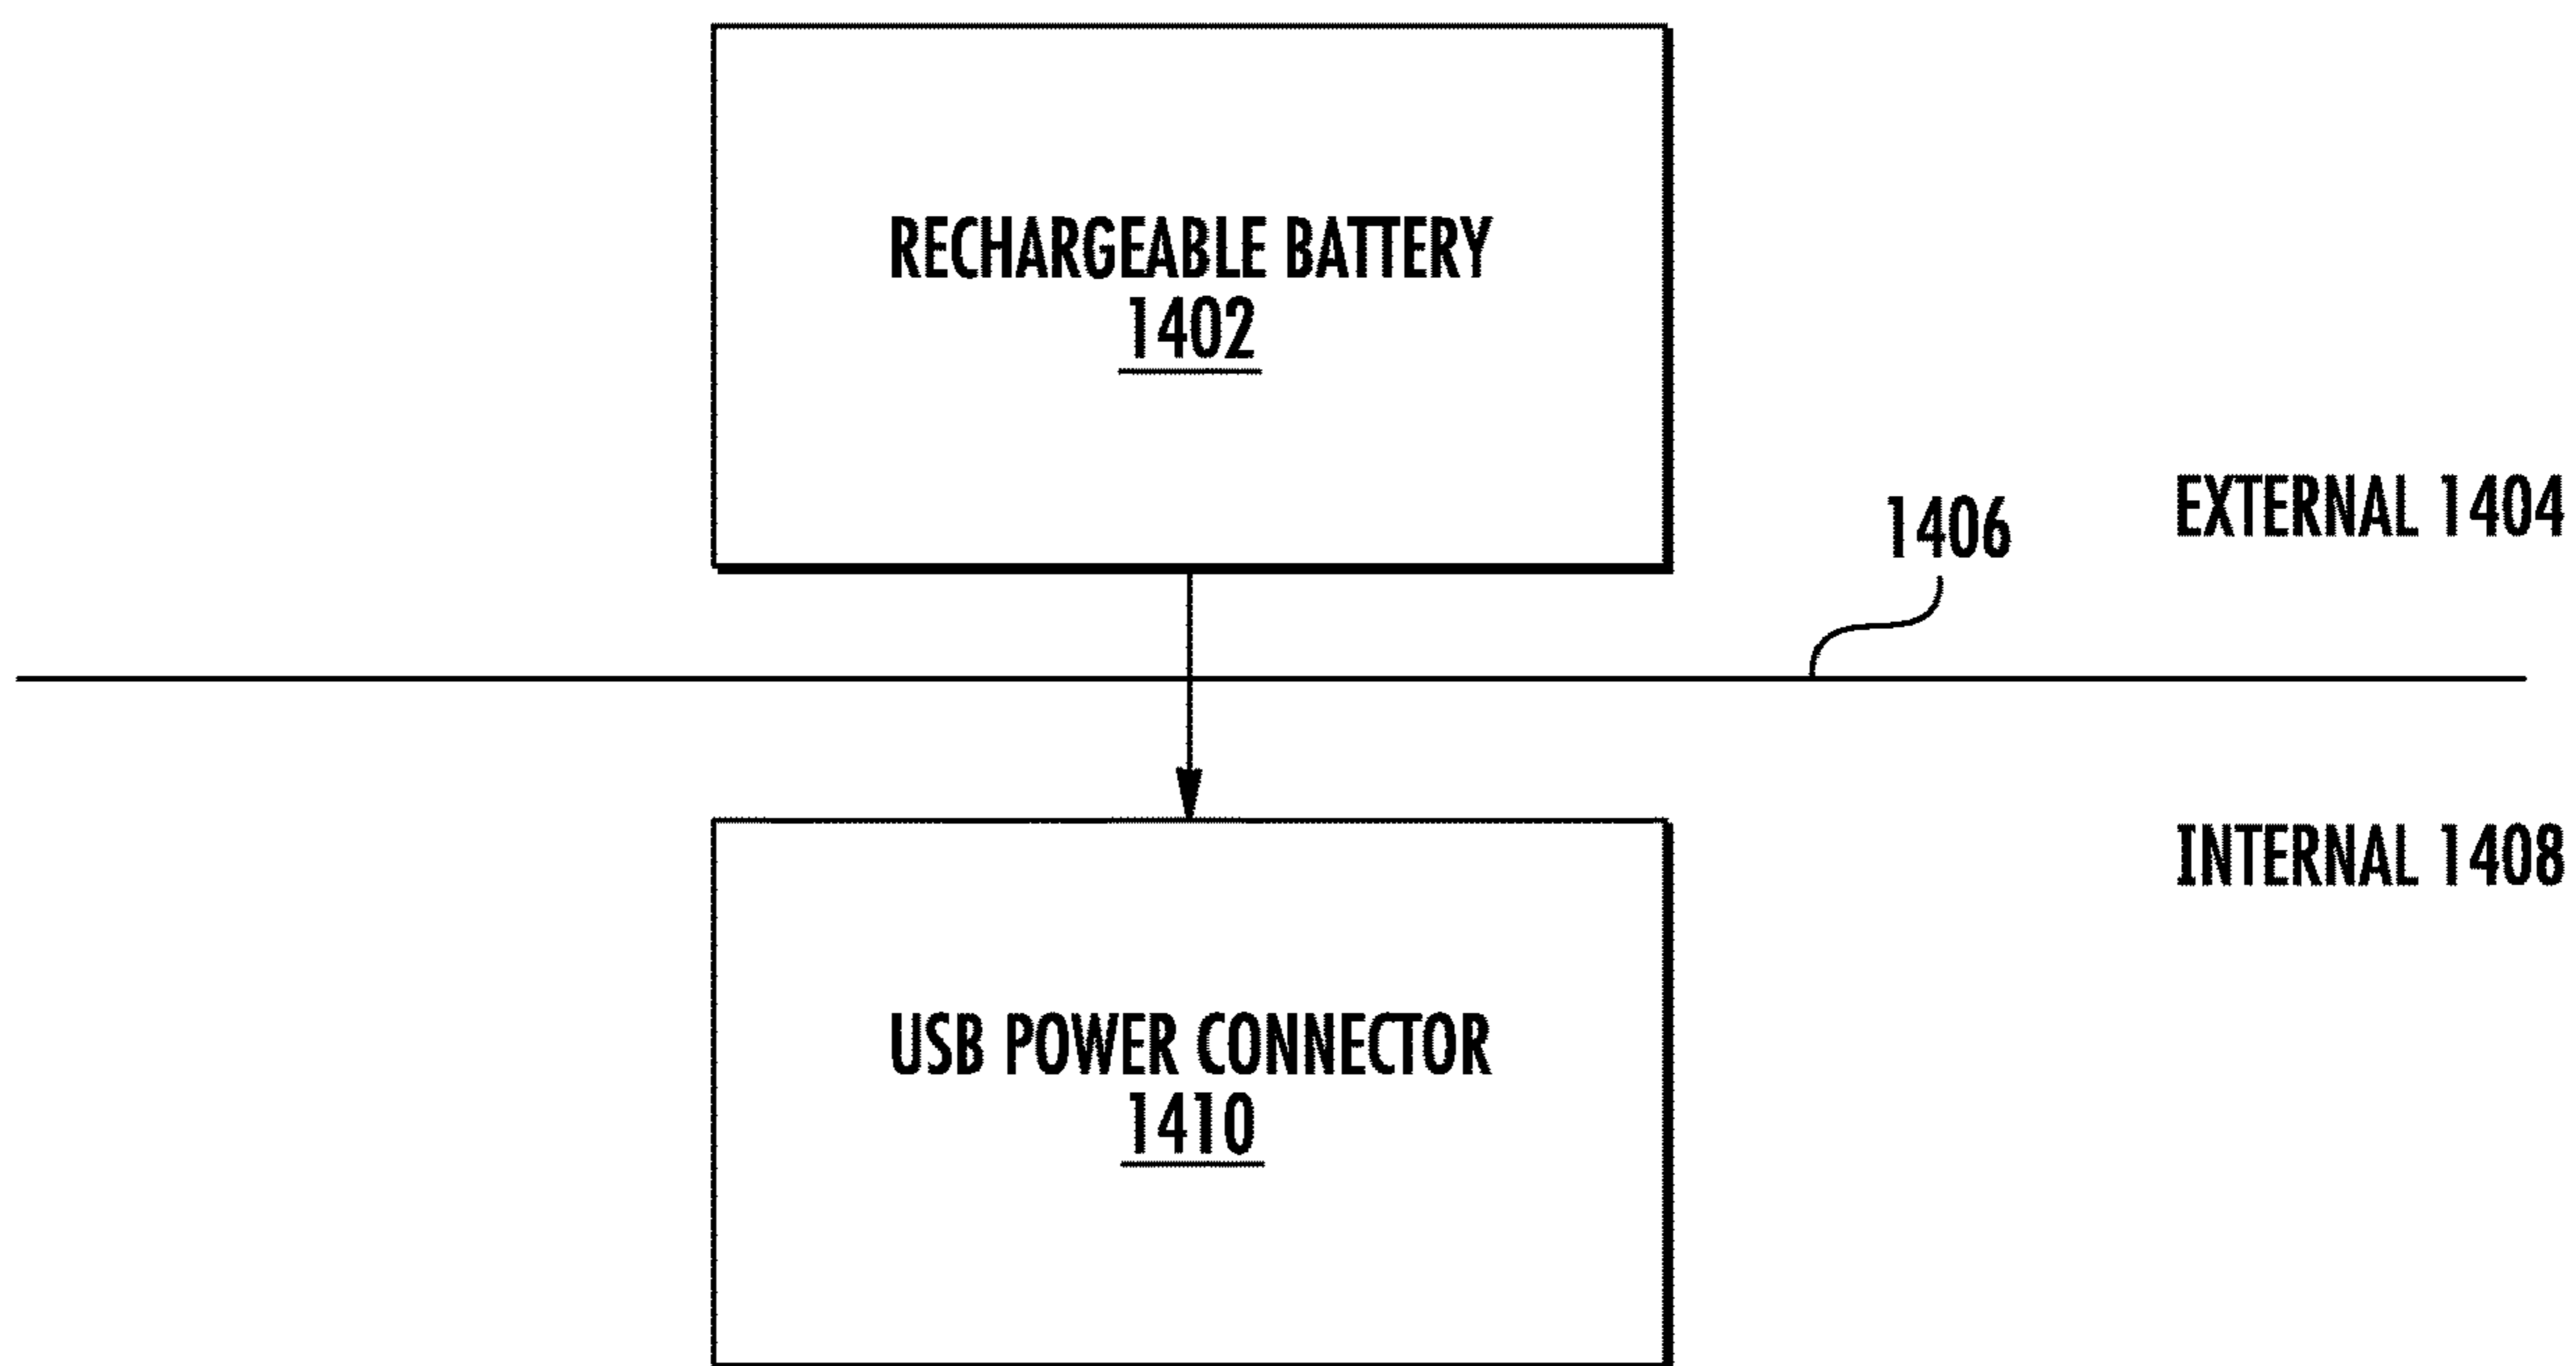 RECHARGEABLE BATTERY
1402
EXTERNAL 1404
1406
INTERNAL 1408
USB POWER CONNECTOR
1410